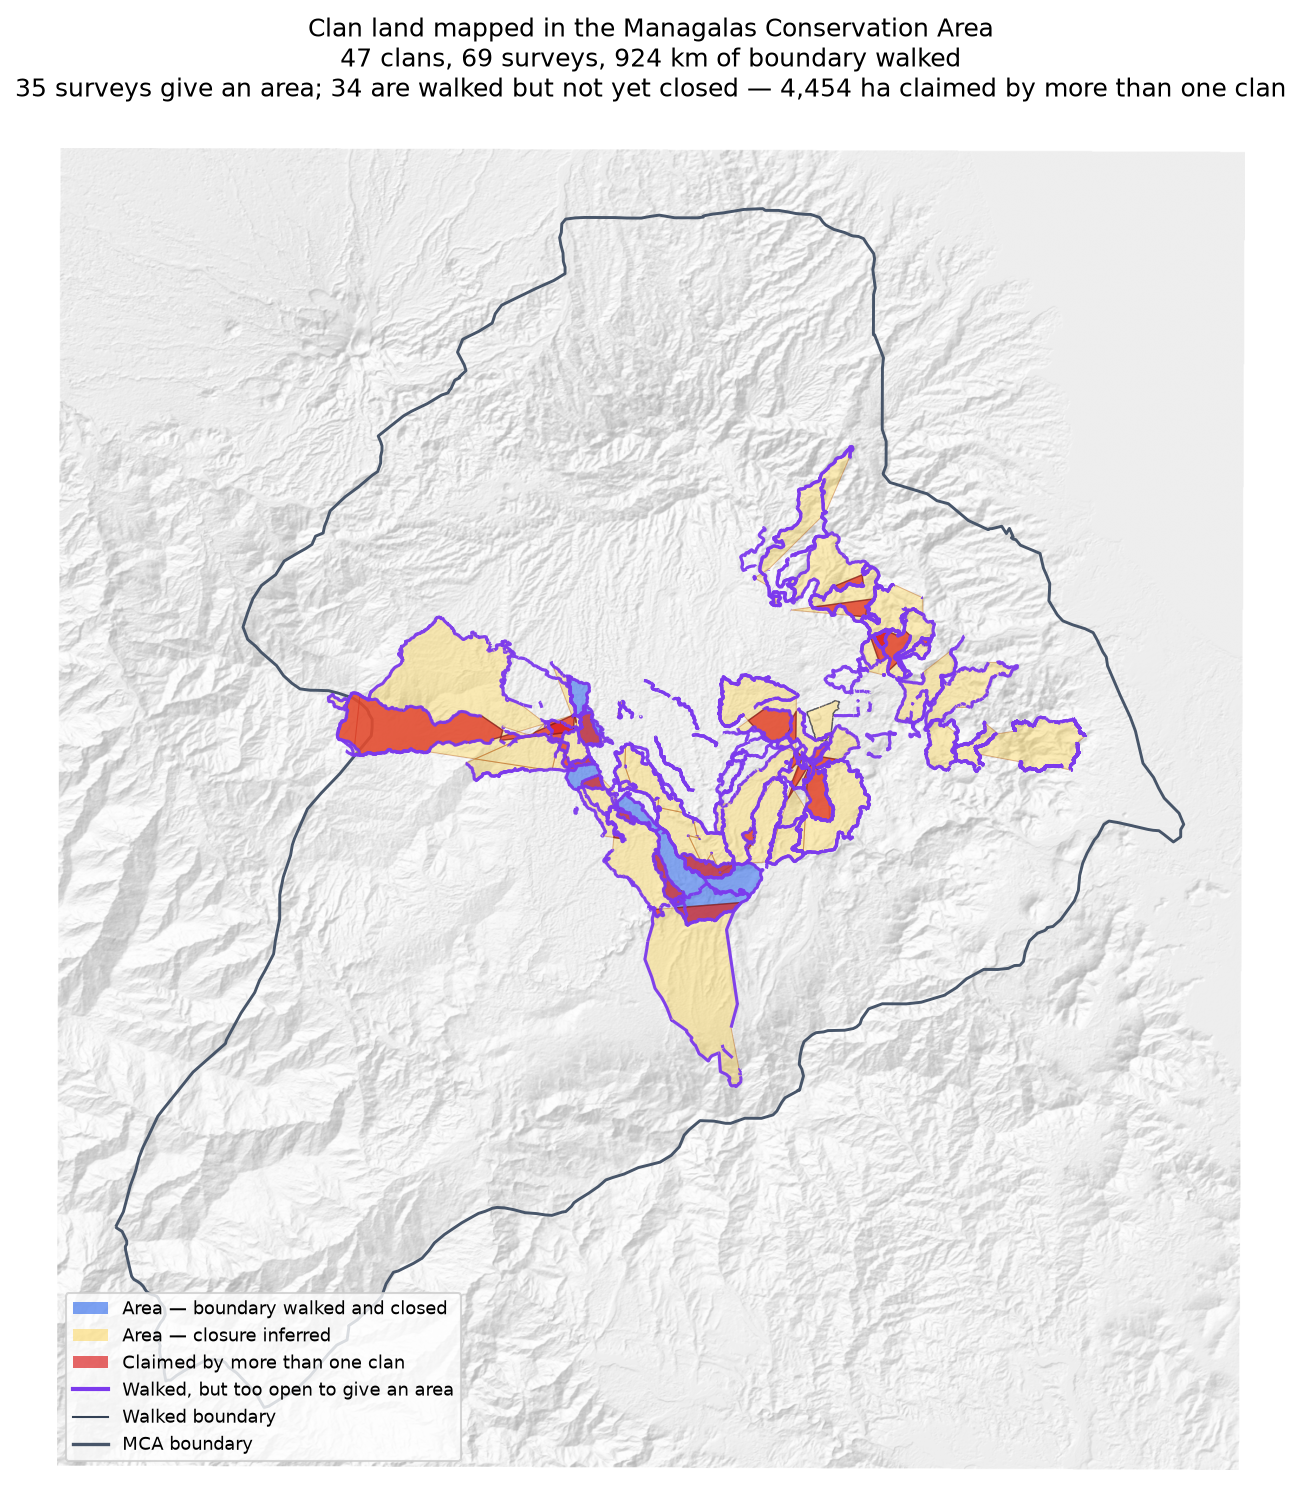 Clan land mapped in the Managalas Conservation Area
47 clans, 69 surveys, 924 km of boundary walked
35 surveys give an area; 34 are walked but not yet closed — 4,454 ha claimed by more than one clan
Area — boundary walked and closed
Area — closure inferred
Claimed by more than one clan
Walked, but too open to give an area
Walked boundary
MCA boundary